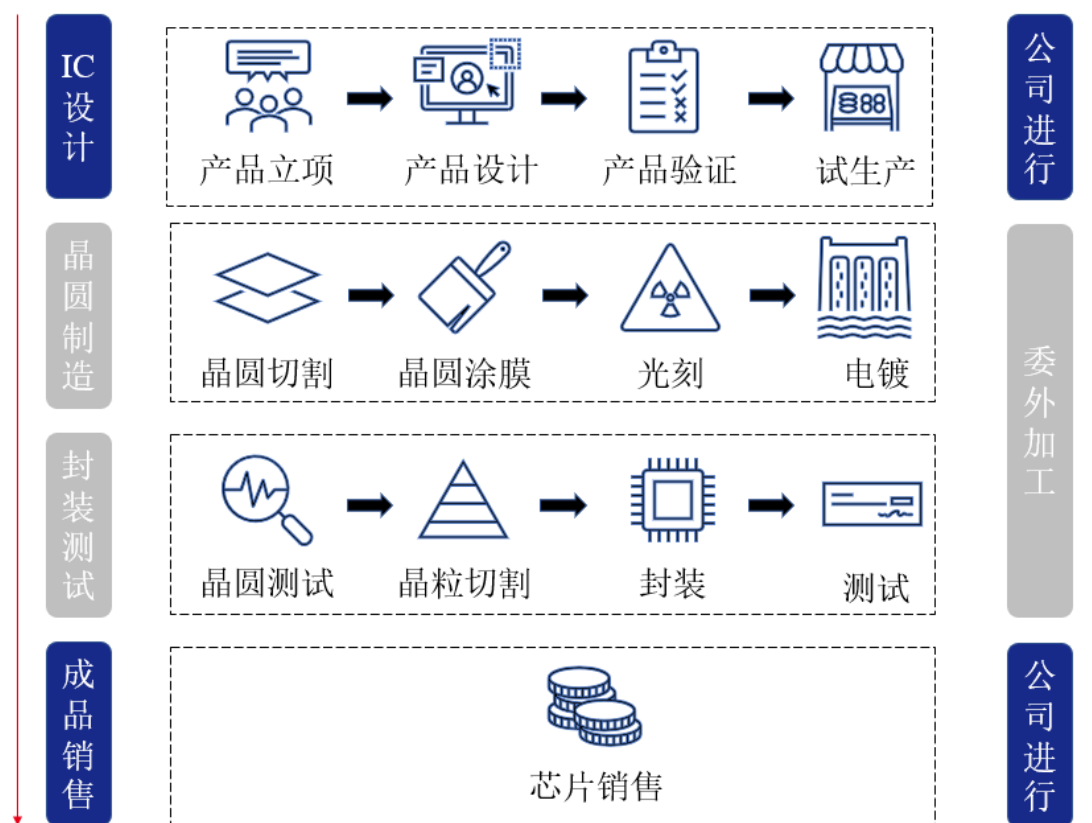 IC设计
产品立项
产品设计
产品验证
试生产
公司进行
晶圆制造
晶圆切割
晶圆涂膜
光刻
电镀
委外加工
封装测试
晶圆测试
晶粒切割
封装
测试
成品销售
芯片销售
公司进行